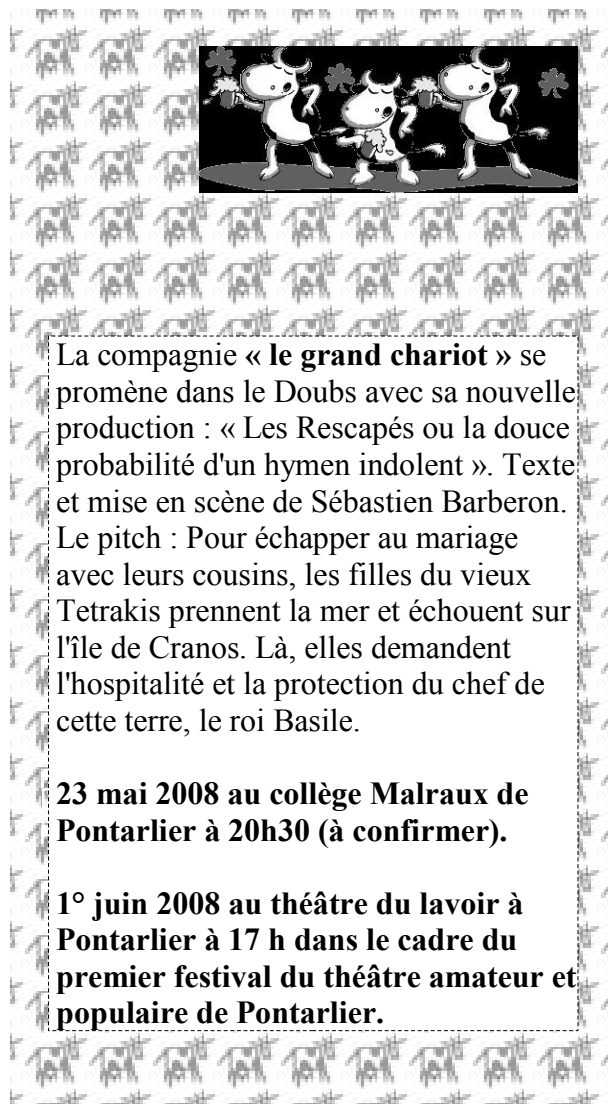 La compagnie « le grand chariot » se
promène dans le Doubs avec sa nouvelle
production : « Les Rescapés ou la douce
probabilité d'un hymen indolent ». Texte
et mise en scène de Sébastien Barberon.
Le pitch : Pour échapper au mariage
avec leurs cousins, les filles du vieux
Tetrakis prennent la mer et échouent sur
l'île de Cranos. Là, elles demandent
l'hospitalité et la protection du chef de
cette terre, le roi Basile.
23 mai 2008 au collège Malraux de
Pontarlier à 20h30 (à confirmer).
1° juin 2008 au théâtre du lavoir à
Pontarlier à 17 h dans le cadre du
premier festival du théâtre amateur et
populaire de Pontarlier.